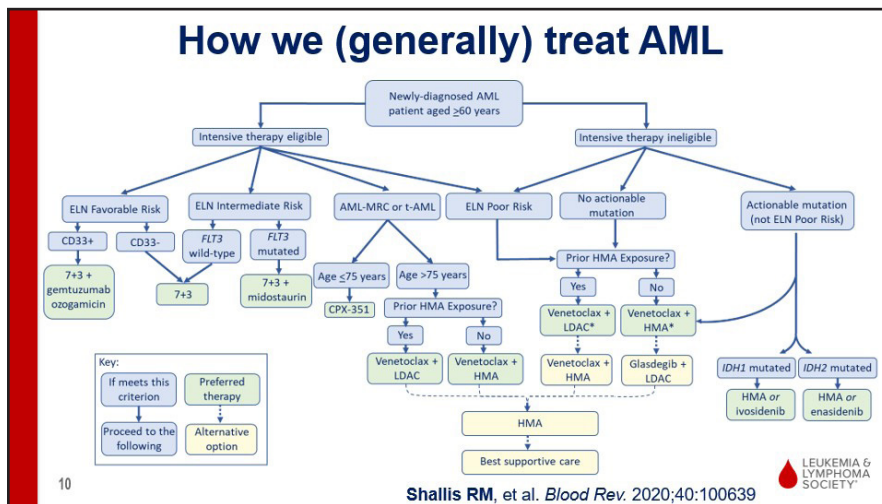 How we (generally) treat AML
Newly-diagnosed AML
patient aged >60 years
Intensive therapy eligible
Intensive therapy ineligible
ELN Favorable Risk
ELN Intermediate Risk
AML-MRC or t-AML
ELN Poor Risk
No actionable
mutation
Actionable mutation
(not ELN Poor Risk)
CD33+
CD33-
FLT3
wild-type
FLT3
mutated
Prior HMA Exposure?
7+3 +
gemtuzumab
ozogamicin
7+3
7+3 +
midostaurin
Age <75 years
Age >75 years
CPX-351
Prior HMA Exposure?
Yes
No
Yes
No
Venetoclax +
LDAC*
Venetoclax +
HMA*
Venetoclax +
LDAC
Venetoclax +
HMA
Venetoclax +
HMA
Glasdegib +
LDAC
IDH1 mutated
IDH2 mutated
HMA or
ivosidenib
HMA or
enasidenib
Key:
If meets this
criterion
Preferred
therapy
Proceed to the
following
Alternative
option
HMA
Best supportive care
10
Shallis RM, et al. Blood Rev. 2020;40:100639
LEUKEMIA &
LYMPHOMA
SOCIETY®